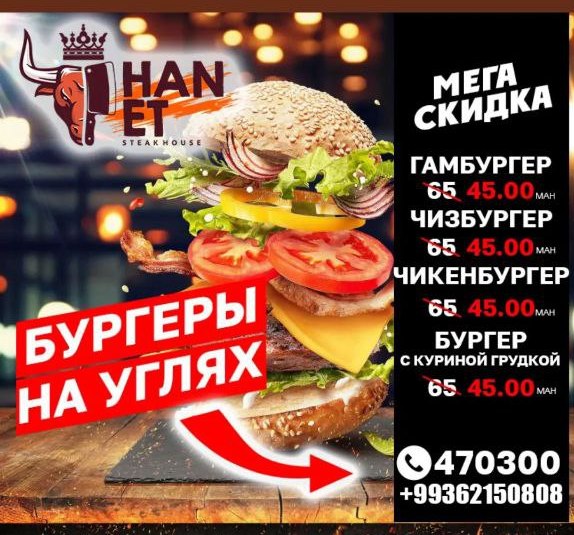 HAN
ET
STEAKHOUSE
БУРГЕРЫ
НА УГЛЯХ
МЕГА
СКИДКА
ГАМБУРГЕР
65 45.00 МАН
ЧИЗБУРГЕР
65 45.00 МАН
ЧИКЕНБУРГЕР
65 45.00 МАН
БУРГЕР
С КУРИНОЙ ГРУДКОЙ
65 45.00 МАН
470300
+99362150808